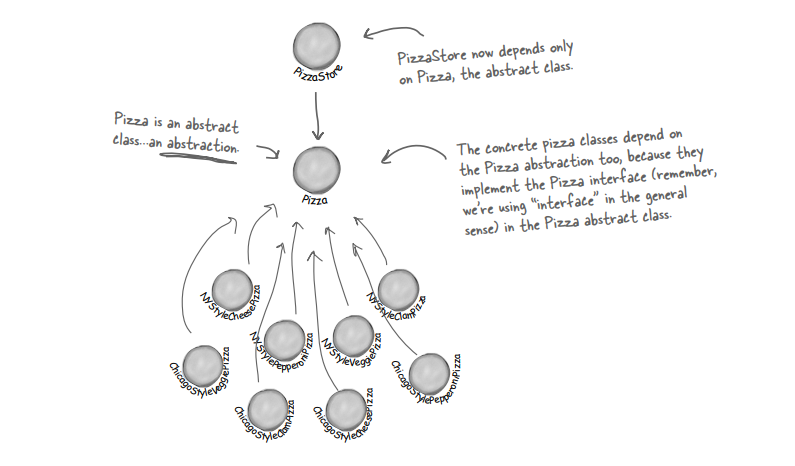 PizzaStore
PizzaStore now depends only
on Pizza, the abstract class.
Pizza is an abstract
class...an abstraction.
Pizza
The concrete pizza classes depend on
the Pizza abstraction too, because they
implement the Pizza interface (remember,
we're using "interface" in the general
sense) in the Pizza abstract class.
NYStyleCheesePizza
NYStyleClamPizza
NYStylePepperoniPizza
NYStyleVeggiePizza
ChicagoStyleVeggiePizza
ChicagoStylePepperoniPizza
ChicagoStyleClamPizza
ChicagoStyleCheesePizza